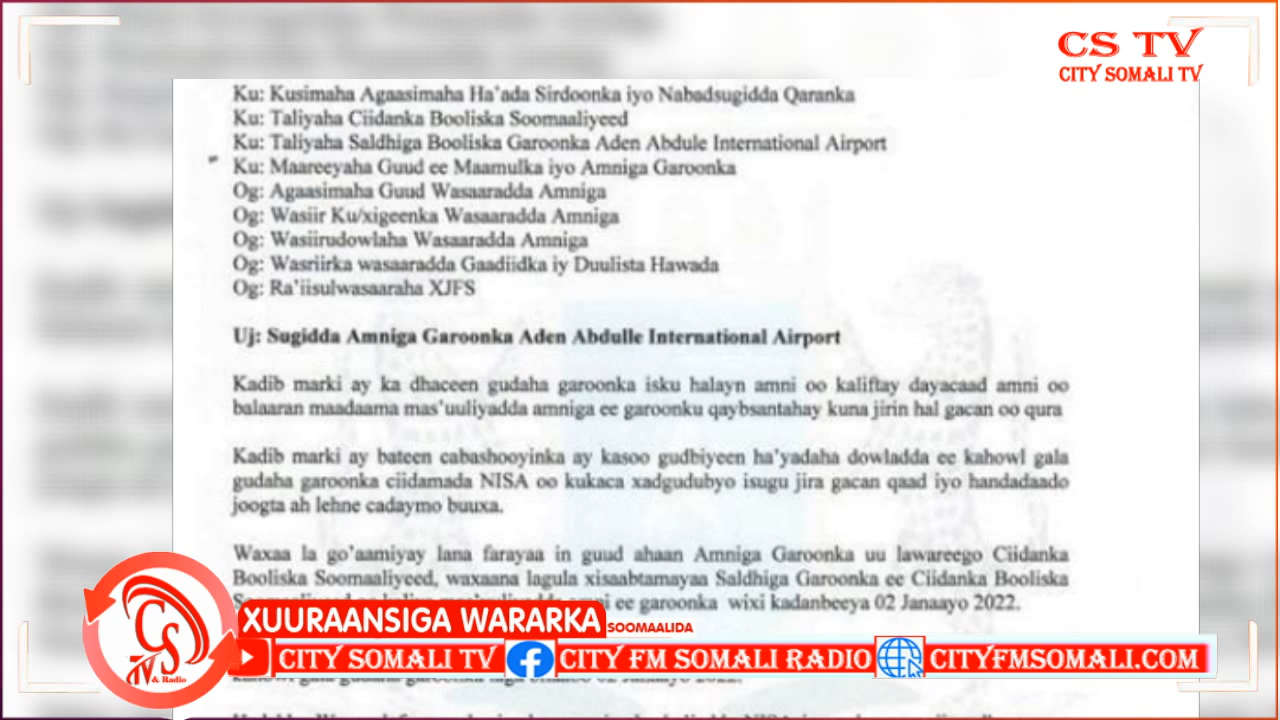 CS TV
CITY SOMALI TV
Ku: Kusimaha Agaasimaha Ha'ada Sirdoonka iyo Nabadsugidda Qaranka
Ku: Taliyaha Ciidanka Booliska Soomaaliyeed
Ku: Taliyaha Saldhiga Booliska Garoonka Aden Abdule International Airport
Ku: Maareeyaha Guud ee Maamulka iyo Amniga Garoonka
Og: Agaasimaha Guud Wasaaradda Amniga
Og: Wasiir Ku/xigeenka Wasaaradda Amniga
Og: Wasiirudowlaha Wasaaradda Amniga
Og: Wasriirka wasaaradda Gaadiidka iy Duulista Hawada
Og: Ra'iisulwasaaraha XJFS
Uj: Sugidda Amniga Garoonka Aden Abdulle International Airport
Kadib marki ay ka dhaceen gudaha garoonka isku halayn amni oo kaliftay dayacaad amni oo
balaaran maadaama mas'uuliyadda amniga ee garoonku qaybsantahay kuna jirin hal gacan oo qura
Kadib marki ay bateen cabashooyinka ay kasoo gudbiyeen ha'yadaha dowladda ee kahowl gala
gudaha garoonka ciidamada NISA oo kukaca xadgudubyo isugu jira gacan qaad iyo handadaado
joogta ah lehne cadaymo buuxa.
Waxaa la go'aamiyay lana farayaa in guud ahaan Amniga Garoonka uu lawareego Ciidanka
Booliska Soomaaliyeed, waxaana lagula xisaabtamayaa Saldhiga Garoonka ee Ciidanka Booliska
ee garoonka wixi kadanbeeya 02 Janaayo 2022.
XUURAANSIGA WARARKA
SOOMAALIDA
CITY SOMALI TV CITY FM SOMALI RADIO CITYFMSOMALI.COM
CS
TV
& Radio